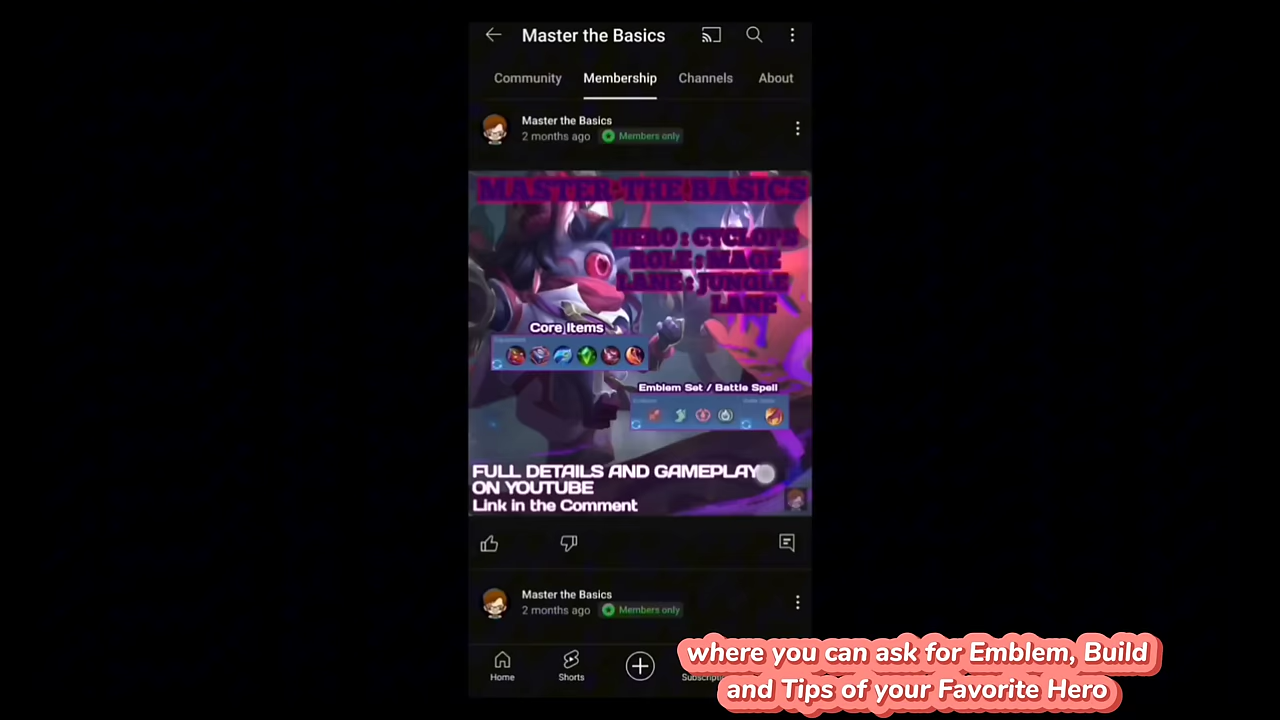 Master the Basics
Community Membership Channels About
Master the Basics
2 months ago Members only
MASTER THE BASICS
HERO : CYCLOPS
ROLE : MAGE
LANE : JUNGLE
LANE
Core Items
Emblem Set / Battle Spell
FULL DETAILS AND GAMEPLAY
ON YOUTUBE
Link in the Comment
Master the Basics
2 months ago Members only
Home Shorts
where you can ask for Emblem, Build
and Tips of your Favorite Hero